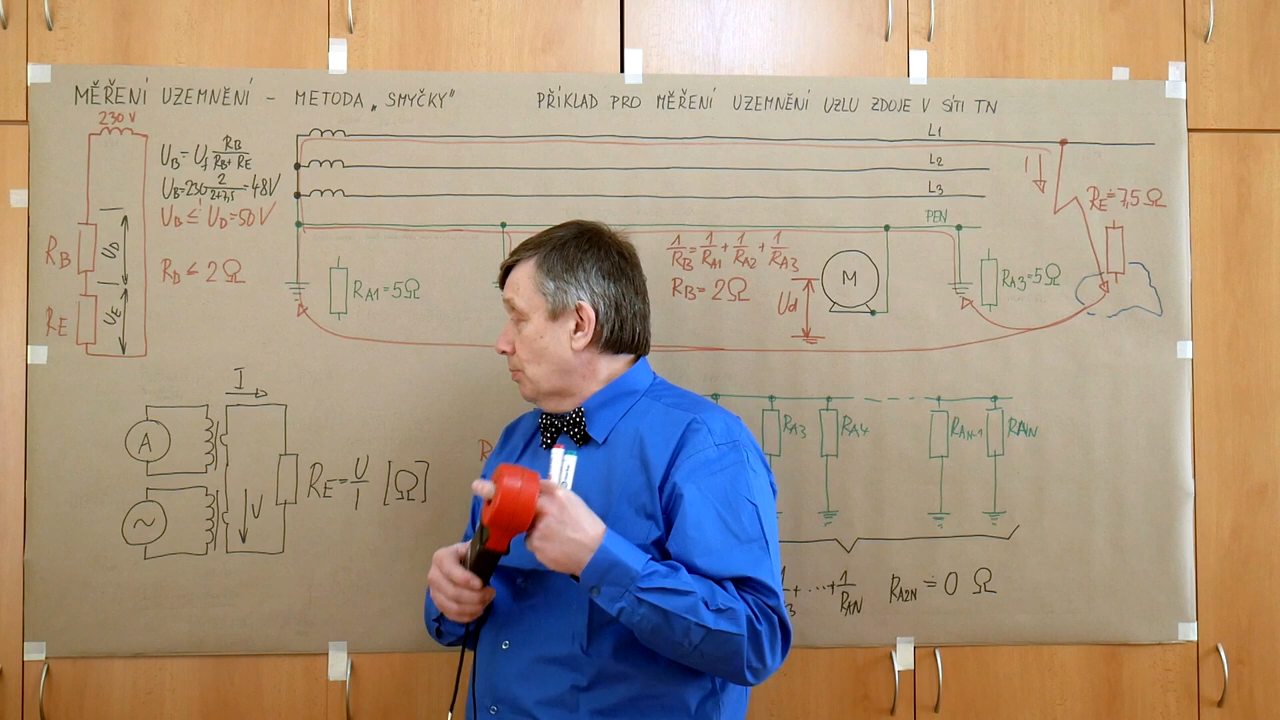 MĚŘENÍ UZEMNĚNÍ - METODA „SMYČKY"
PŘÍKLAD PRO MĚŘENÍ UZEMNĚNÍ UZLU ZDOJE V SÍTI TN
230 V
UB = Uf RB / RB + RE
UB = 230 2 / 2+7,5 = 48V
UB ≤ UD = 50V
RB ≤ 2Ω
RB
RE
UD
UE
L1
L2
L3
PEN
I
RE = 7,5 Ω
RA1 = 5Ω
1/RB = 1/RA1 + 1/RA2 + 1/RA3
RB = 2Ω
Ud
M
RA3 = 5Ω
I
A
~
U
RE = U/I [Ω]
RA3
RA4
RAN-1
RAN
+ ... + 1/RAN
RA2N ≐ 0 Ω